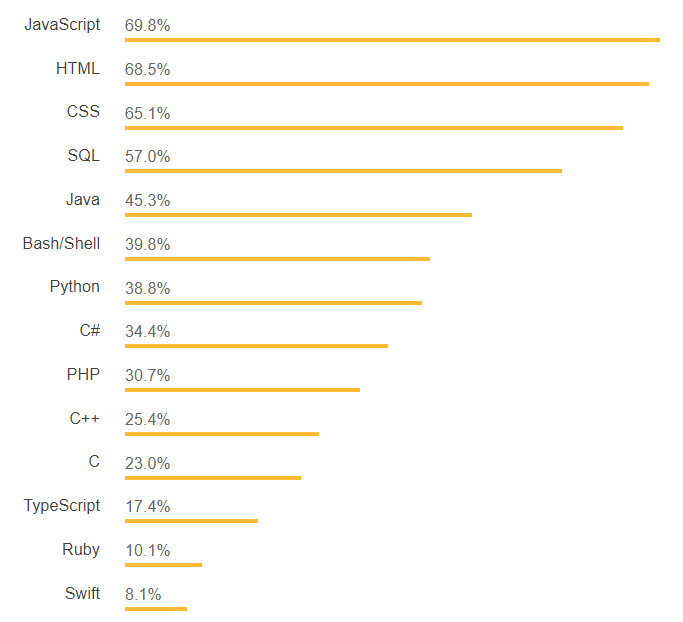 JavaScript 69.8%
HTML 68.5%
CSS 65.1%
SQL 57.0%
Java 45.3%
Bash/Shell 39.8%
Python 38.8%
C# 34.4%
PHP 30.7%
C++ 25.4%
C 23.0%
TypeScript 17.4%
Ruby 10.1%
Swift 8.1%